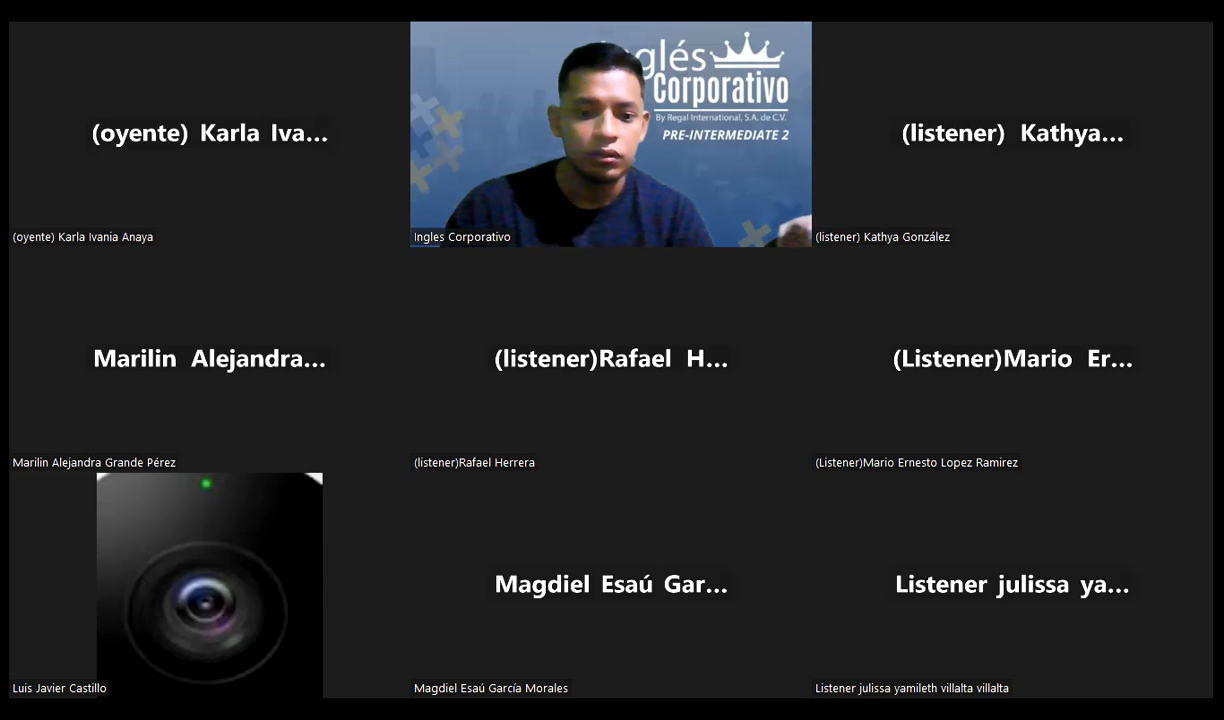 (oyente) Karla Iva...
(oyente) Karla Ivania Anaya
Inglés
Corporativo
By Regal International, S.A. de C.V.
PRE-INTERMEDIATE 2
Ingles Corporativo
(listener) Kathya...
(listener) Kathya González
Marilin Alejandra...
Marilin Alejandra Grande Pérez
(listener)Rafael H...
(listener)Rafael Herrera
(Listener)Mario Er...
(Listener)Mario Ernesto Lopez Ramirez
Luis Javier Castillo
Magdiel Esaú Gar...
Magdiel Esaú García Morales
Listener julissa ya...
Listener julissa yamileth villalta villalta